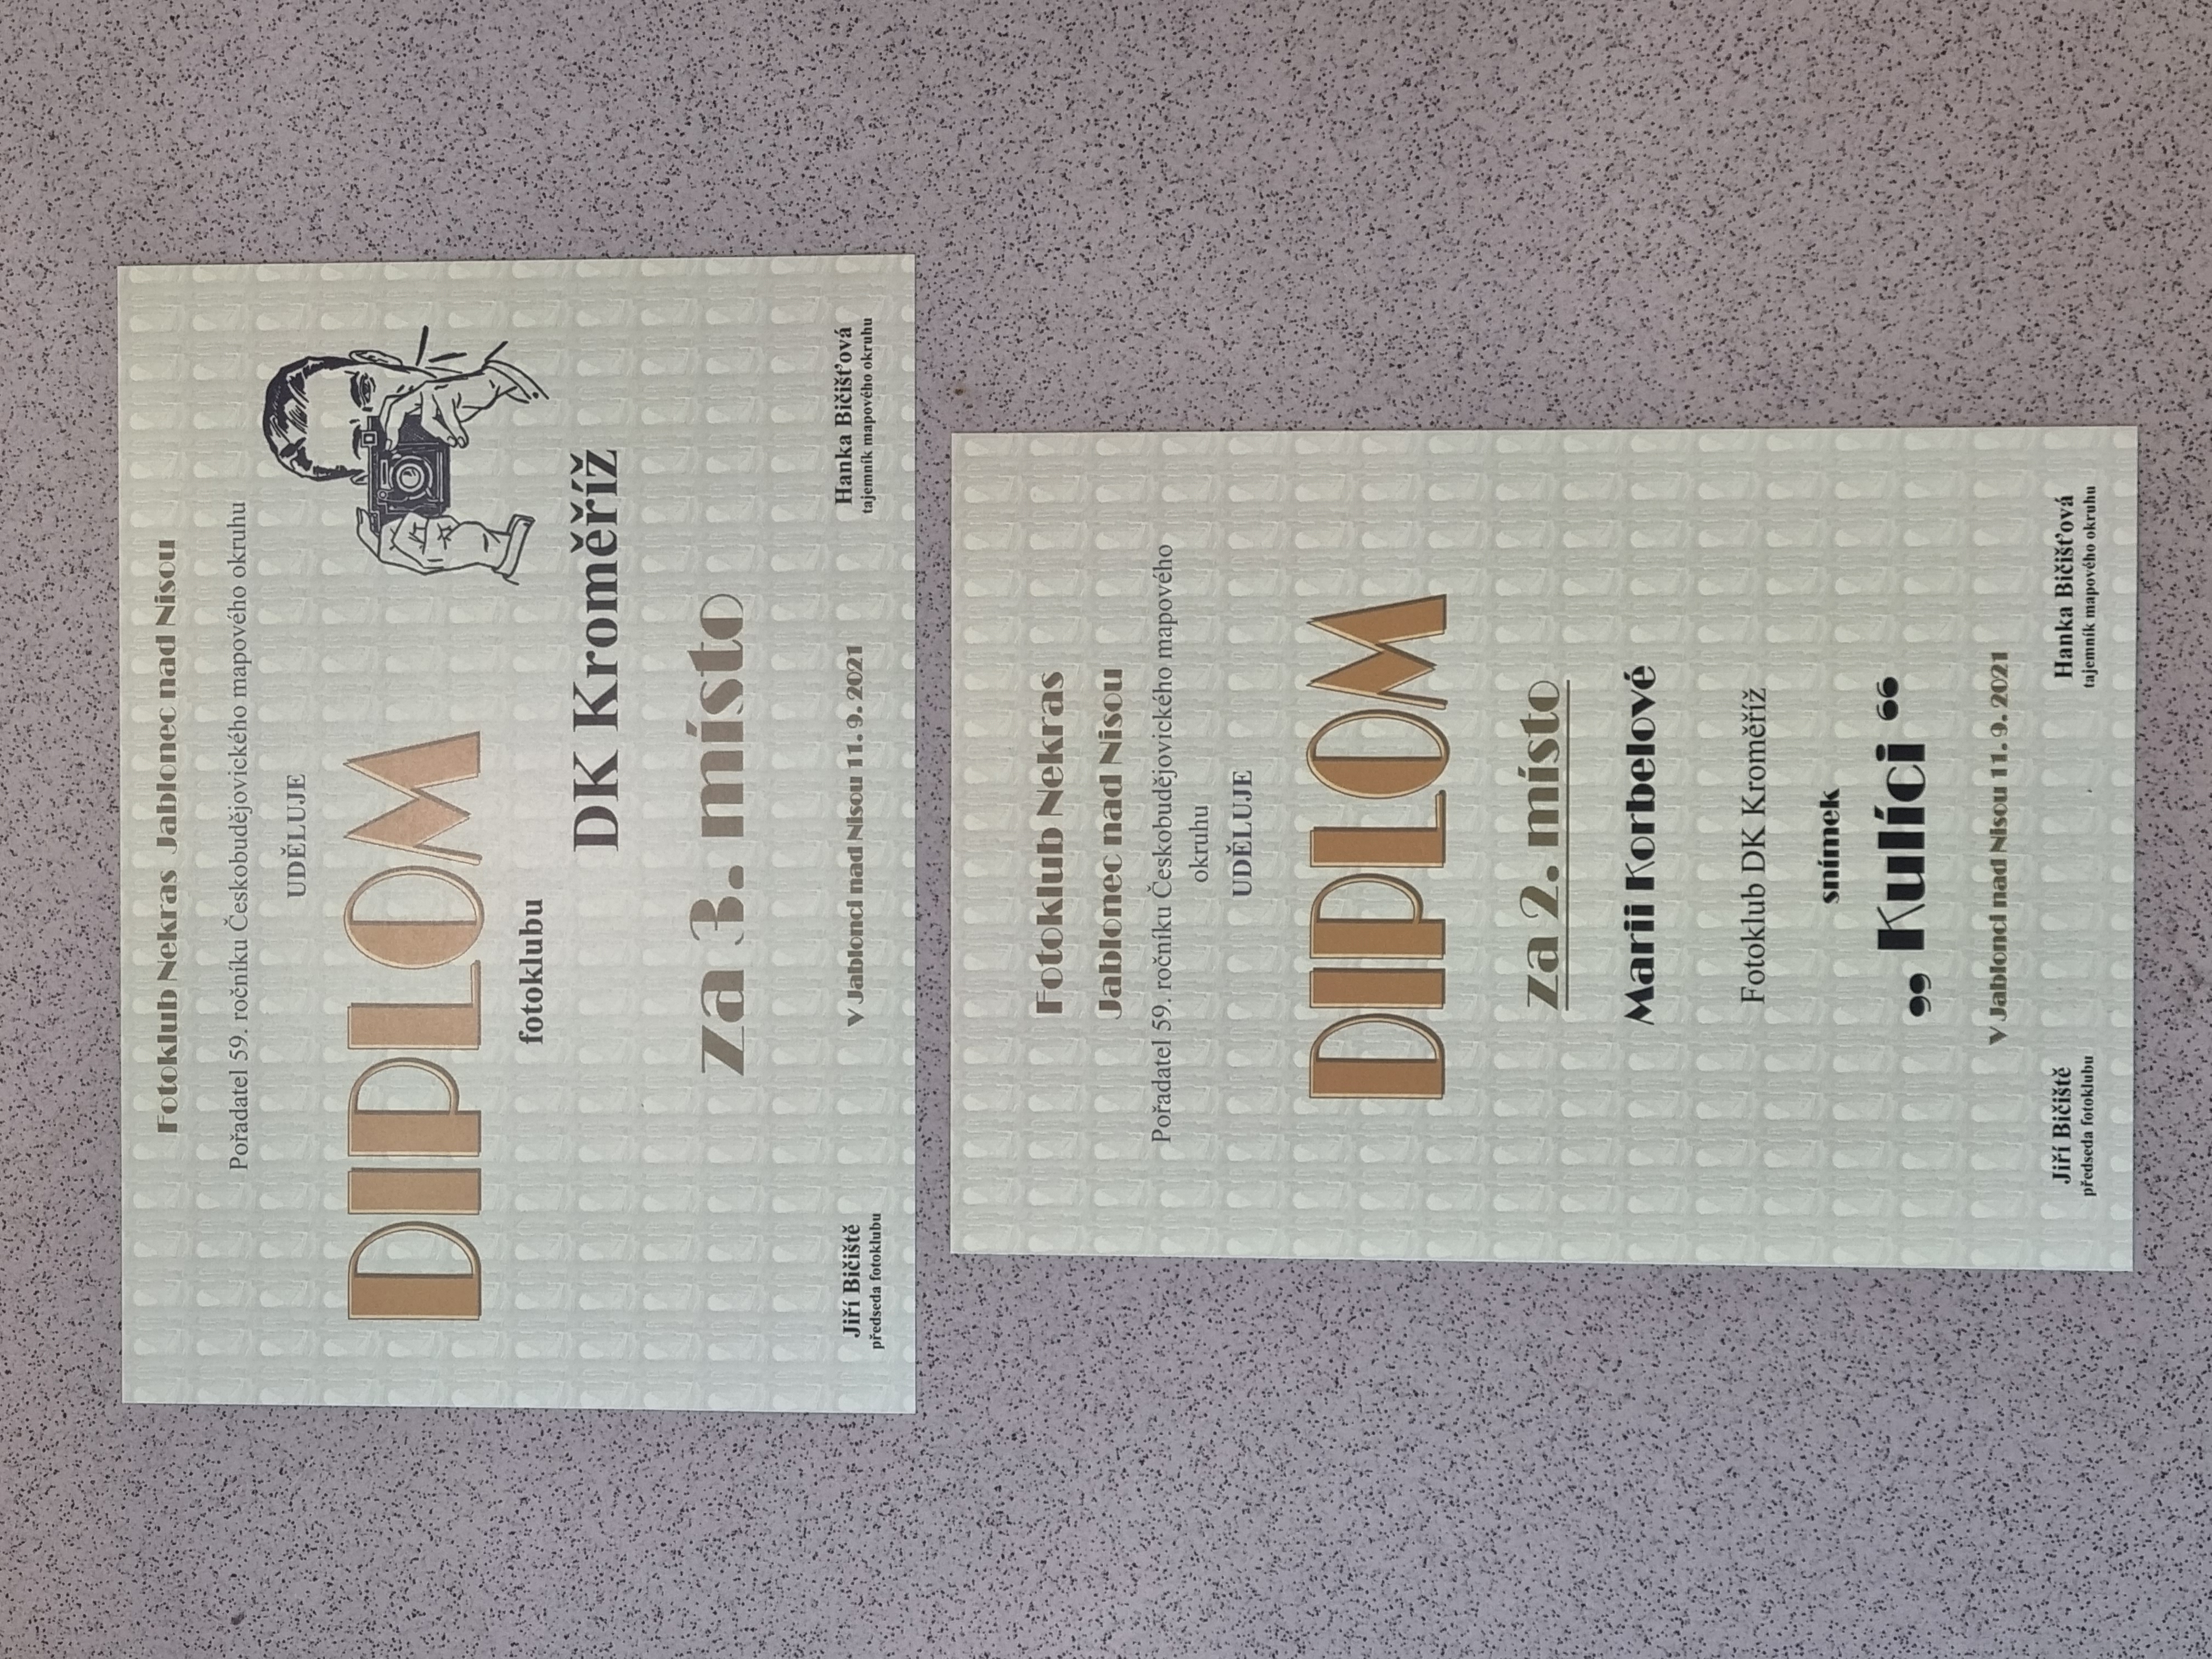 Fotoklub Nekras Jablonec nad Nisou
Pořadatel 59. ročníku Českobudějovického mapového okruhu
UDĚLUJE
DIPLOM
fotoklubu
DK Kroměříž
za 3. místo
V Jablonci nad Nisou 11. 9. 2021
Jiří Bičiště
předseda fotoklubu
Hanka Bičišťová
tajemník mapového okruhu
Fotoklub Nekras
Jablonec nad Nisou
Pořadatel 59. ročníku Českobudějovického mapového
okruhu
UDĚLUJE
DIPLOM
za 2. místo
Marii Korbelové
Fotoklub DK Kroměříž
snímek
„ Kulíci “
V Jablonci nad Nisou 11. 9. 2021
Jiří Bičiště
předseda fotoklubu
Hanka Bičišťová
tajemník mapového okruhu